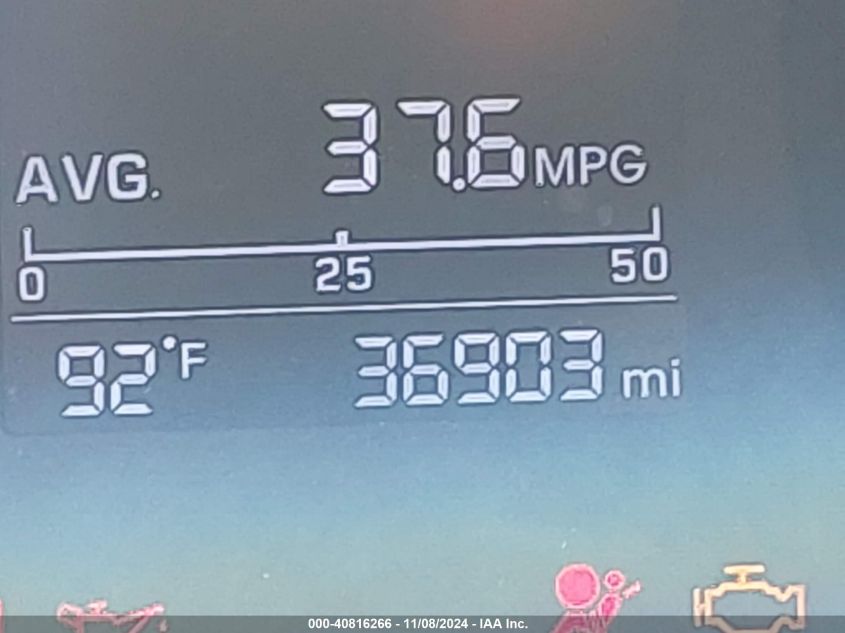 AVG. 37.6 MPG
0 25 50
92°F 36903 mi
000-40816266 - 11/08/2024 - IAA Inc.